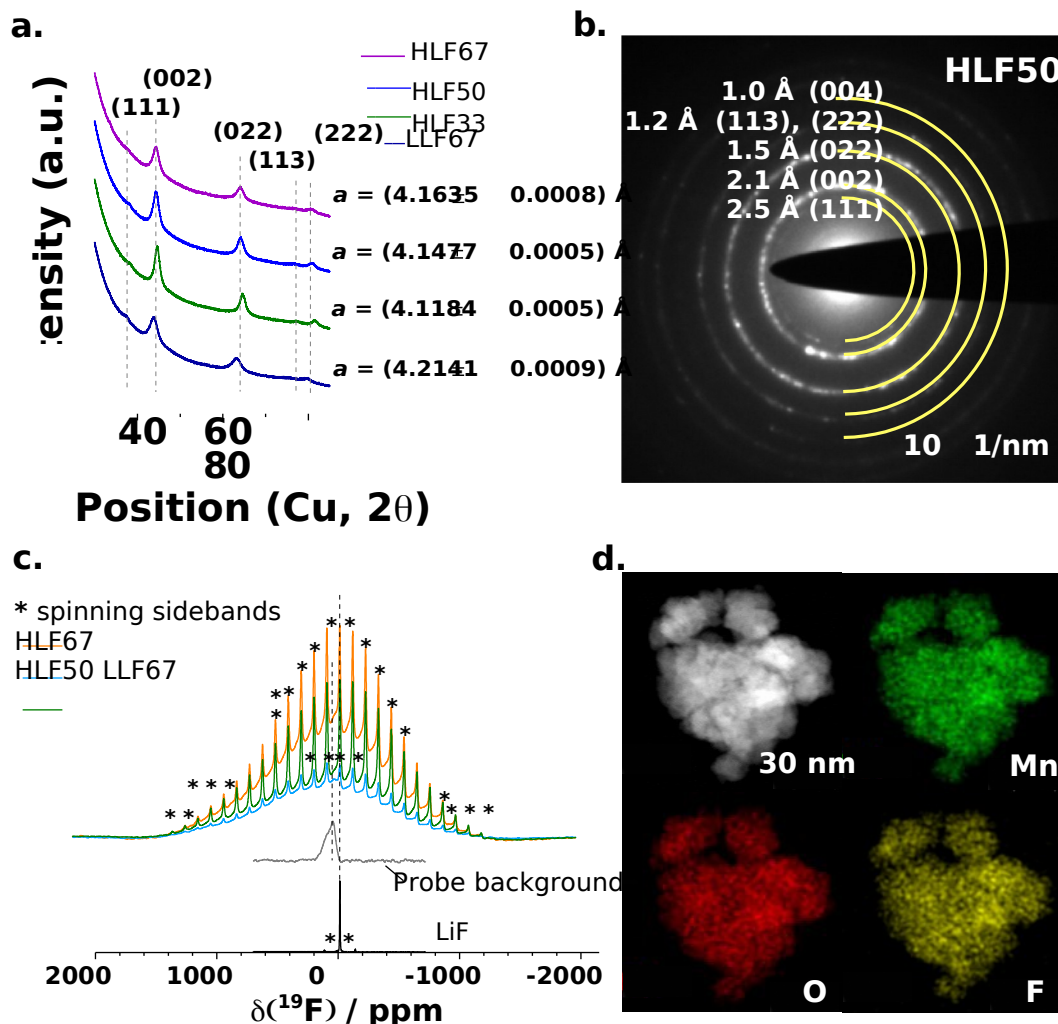 a.
HLF67
HLF50
HLF33
LLF67
(002)
(111)
(022)
(222)
(113)
a = (4.1635 ± 0.0008) Å
a = (4.1477 ± 0.0005) Å
a = (4.1184 ± 0.0005) Å
a = (4.2141 ± 0.0009) Å
ensity (a.u.)
40 60
80
Position (Cu, 2θ)
b.
HLF50
1.0 Å (004)
1.2 Å (113), (222)
1.5 Å (022)
2.1 Å (002)
2.5 Å (111)
10 1/nm
c.
* spinning sidebands
HLF67
HLF50 LLF67
* * * * * * * * * * * *
* * * *
* * * * *
* * * *
Probe background
LiF
* *
2000 1000 0 -1000 -2000
δ(¹⁹F) / ppm
d.
30 nm
Mn
O
F